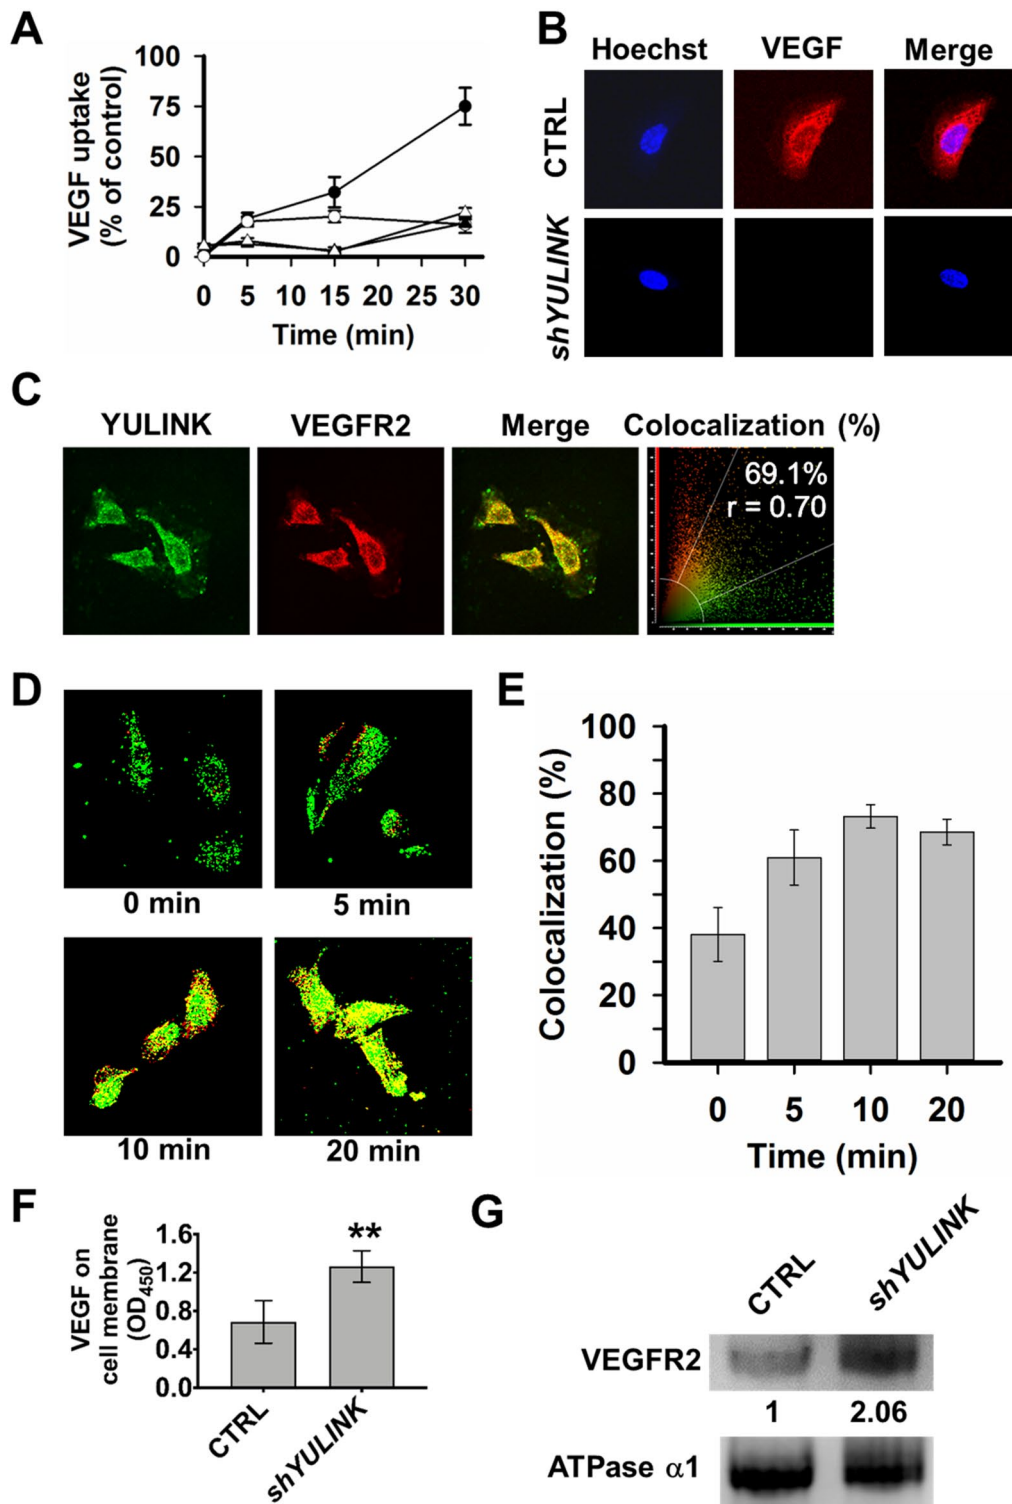 A
VEGF uptake
(% of control)
100
75
50
25
0
0 5 10 15 20 25 30
Time (min)
B
Hoechst VEGF Merge
CTRL
shYULINK
C
YULINK VEGFR2 Merge Colocalization (%)
69.1%
r = 0.70
D
0 min 5 min
10 min 20 min
E
Colocalization (%)
100
80
60
40
20
0
0 5 10 20
Time (min)
F
VEGF on
cell membrane
(OD450)
1.6
1.2
0.8
0.4
0.0
**
CTRL
shYULINK
G
CTRL shYULINK
VEGFR2
1 2.06
ATPase α1